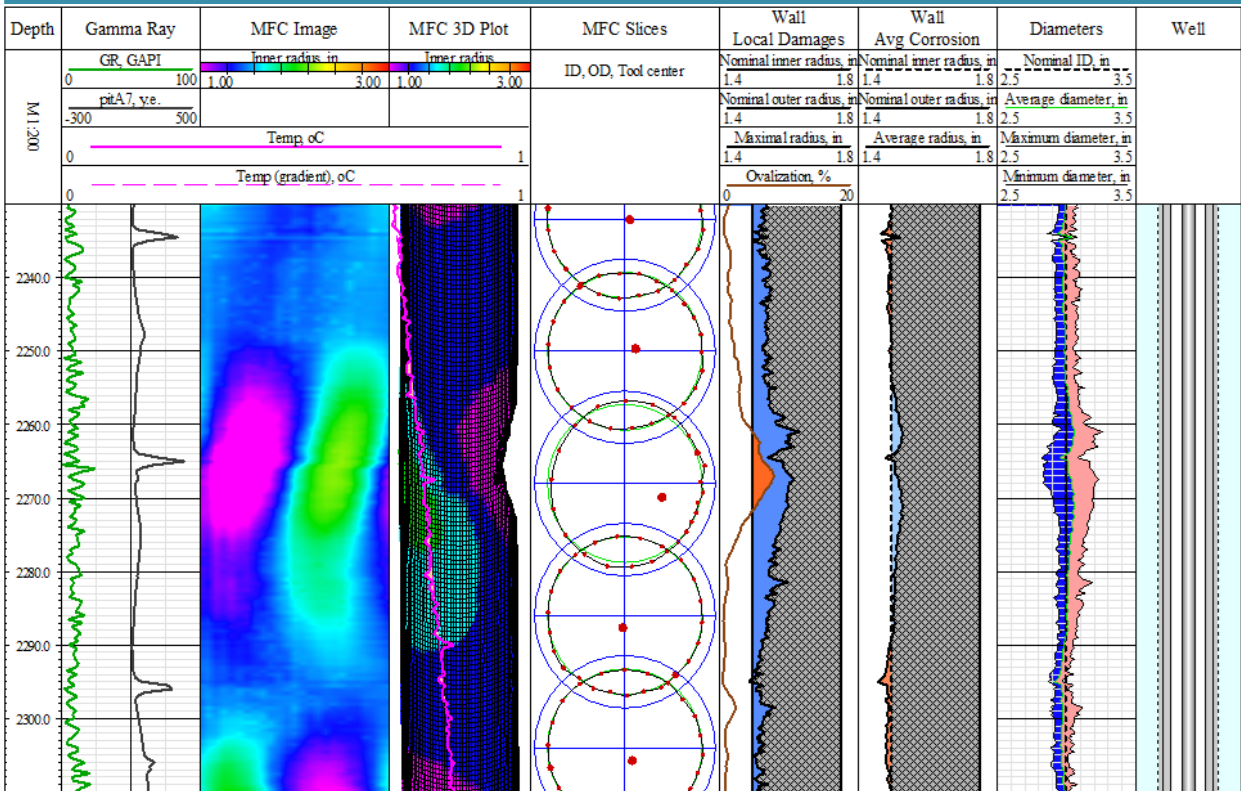 Depth Gamma Ray MFC Image MFC 3D Plot MFC Slices Wall Local Damages Wall Avg Corrosion Diameters Well
M 1:200
GR, GAPI
0 100
pitA7, y.e.
-300 500
Inner radius, in
1.00 3.00
Inner radius
1.00 3.00
Temp, oC
0 1
Temp (gradient), oC
0 1
ID, OD, Tool center
Nominal inner radius, in
1.4 1.8
Nominal outer radius, in
1.4 1.8
Maximal radius, in
1.4 1.8
Ovalization, %
0 20
Nominal inner radius, in
1.4 1.8
Nominal outer radius, in
1.4 1.8
Average radius, in
1.4 1.8
Nominal ID, in
2.5 3.5
Average diameter, in
2.5 3.5
Maximum diameter, in
2.5 3.5
Minimum diameter, in
2.5 3.5
2240.0
2250.0
2260.0
2270.0
2280.0
2290.0
2300.0